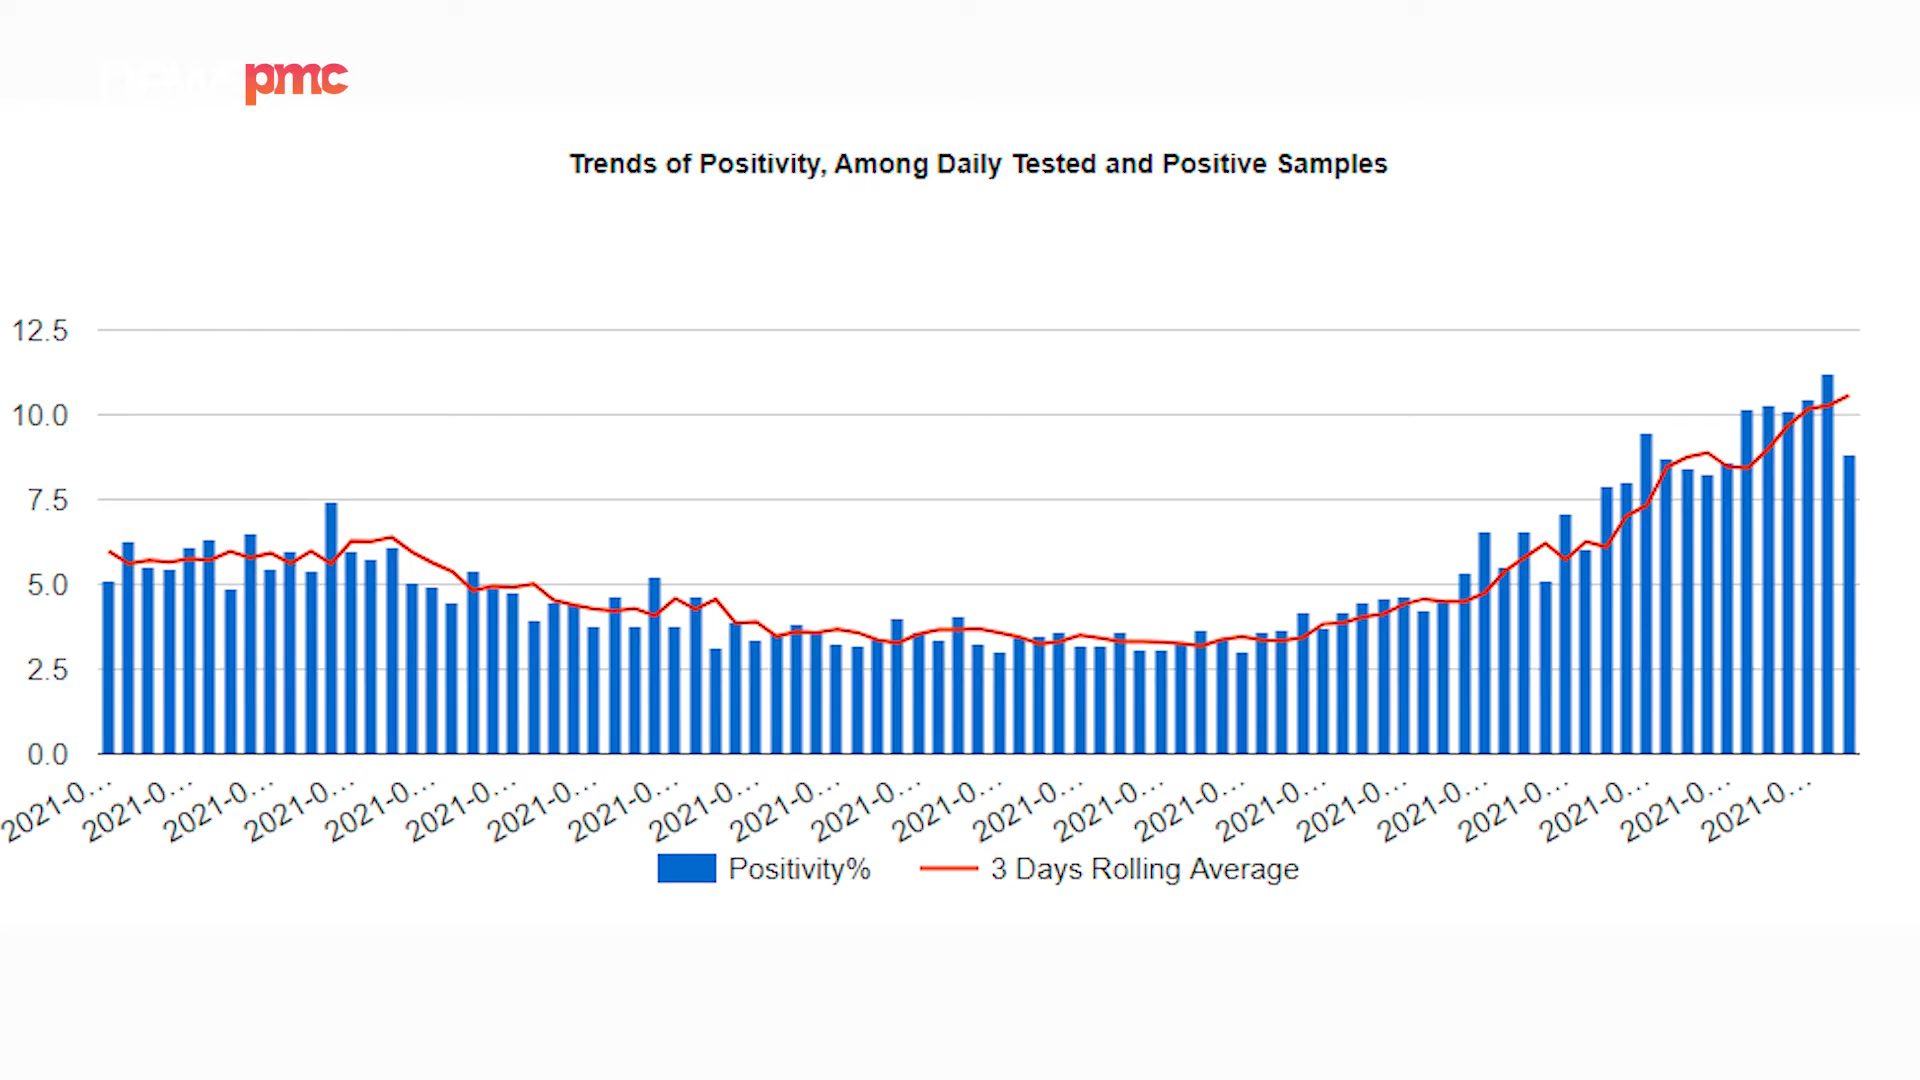 pmc
Trends of Positivity, Among Daily Tested and Positive Samples
12.5
10.0
7.5
5.0
2.5
0.0
2021-0... 2021-0... 2021-0... 2021-0... 2021-0... 2021-0... 2021-0... 2021-0... 2021-0... 2021-0... 2021-0... 2021-0... 2021-0... 2021-0... 2021-0... 2021-0... 2021-0... 2021-0... 2021-0... 2021-0... 2021-0... 2021-0...
Positivity% 3 Days Rolling Average